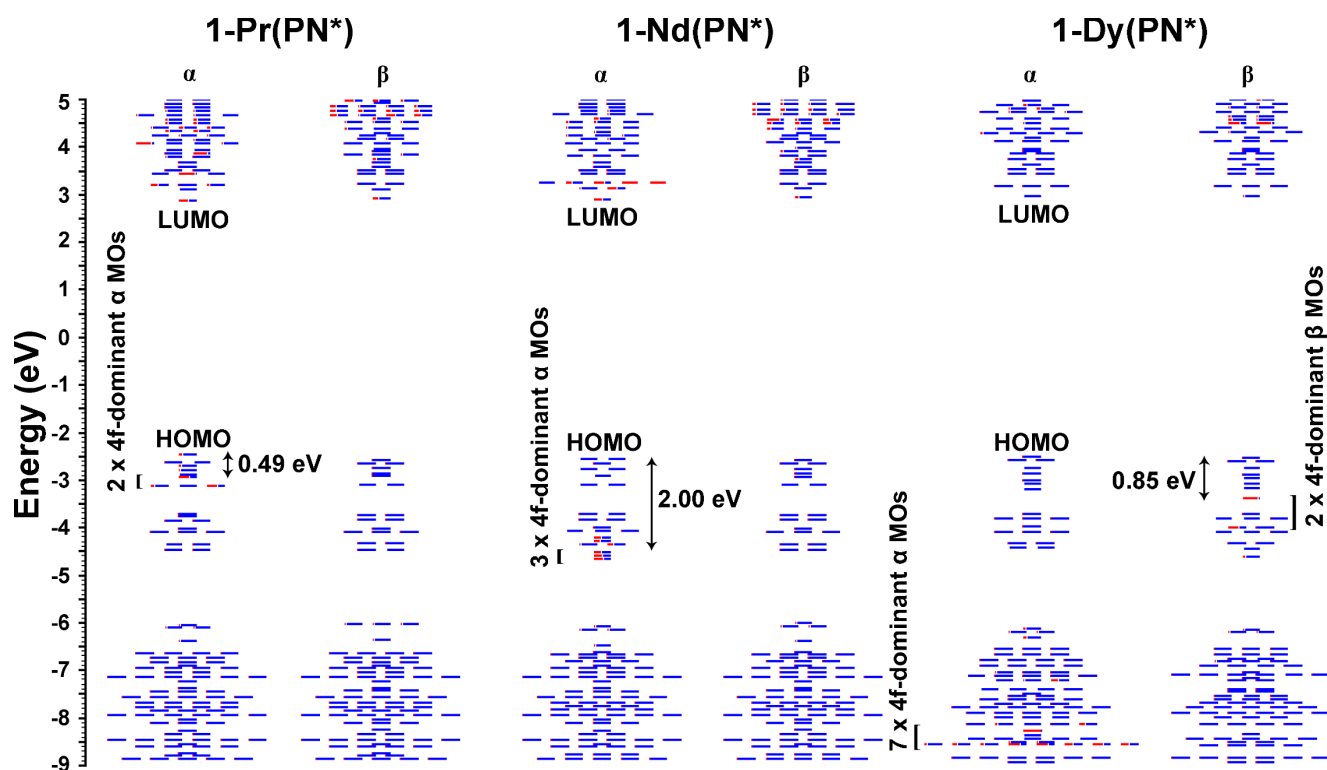 1-Pr(PN*)
1-Nd(PN*)
1-Dy(PN*)
α
β
α
β
α
β
Energy (eV)
5
4
3
2
1
0
-1
-2
-3
-4
-5
-6
-7
-8
-9
LUMO
LUMO
LUMO
HOMO
HOMO
HOMO
0.49 eV
2.00 eV
0.85 eV
2 x 4f-dominant α MOs
3 x 4f-dominant α MOs
7 x 4f-dominant α MOs
2 x 4f-dominant β MOs